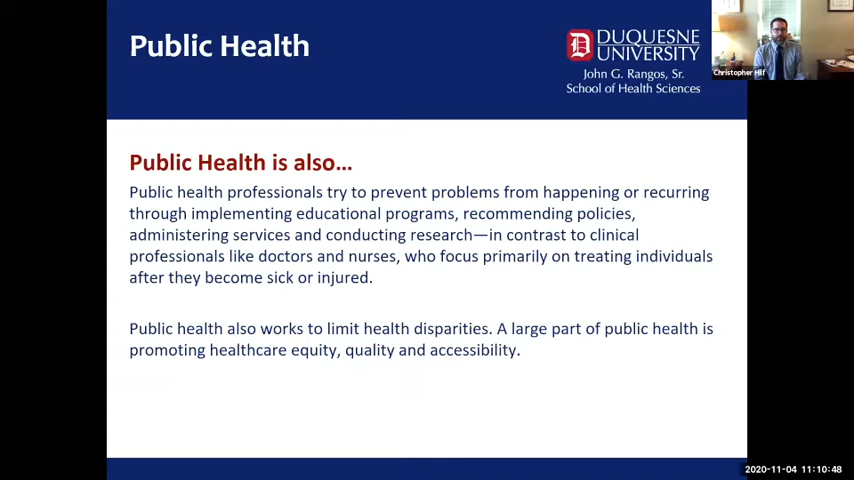 Public Health
DUQUESNE
UNIVERSITY
John G. Rangos, Sr.
School of Health Sciences
Christopher Hilf
Public Health is also...
Public health professionals try to prevent problems from happening or recurring
through implementing educational programs, recommending policies,
administering services and conducting research—in contrast to clinical
professionals like doctors and nurses, who focus primarily on treating individuals
after they become sick or injured.
Public health also works to limit health disparities. A large part of public health is
promoting healthcare equity, quality and accessibility.
2020-11-04 11:10:48